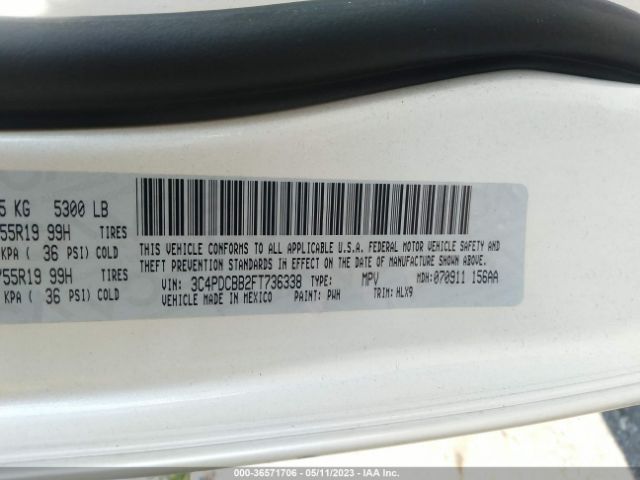 5 KG 5300 LB
55R19 99H TIRES
KPA ( 36 PSI) COLD
/55R19 99H TIRES
KPA ( 36 PSI) COLD
THIS VEHICLE CONFORMS TO ALL APPLICABLE U.S.A. FEDERAL MOTOR VEHICLE SAFETY AND
THEFT PREVENTION STANDARDS IN EFFECT ON THE DATE OF MANUFACTURE SHOWN ABOVE.
VIN: 3C4PDCBB2FT736338 TYPE: MPV MDH: 070911 156AA
VEHICLE MADE IN MEXICO PAINT: PWH TRIM: HLX9
000-36571706 / 05/11/2023 - IAA Inc.